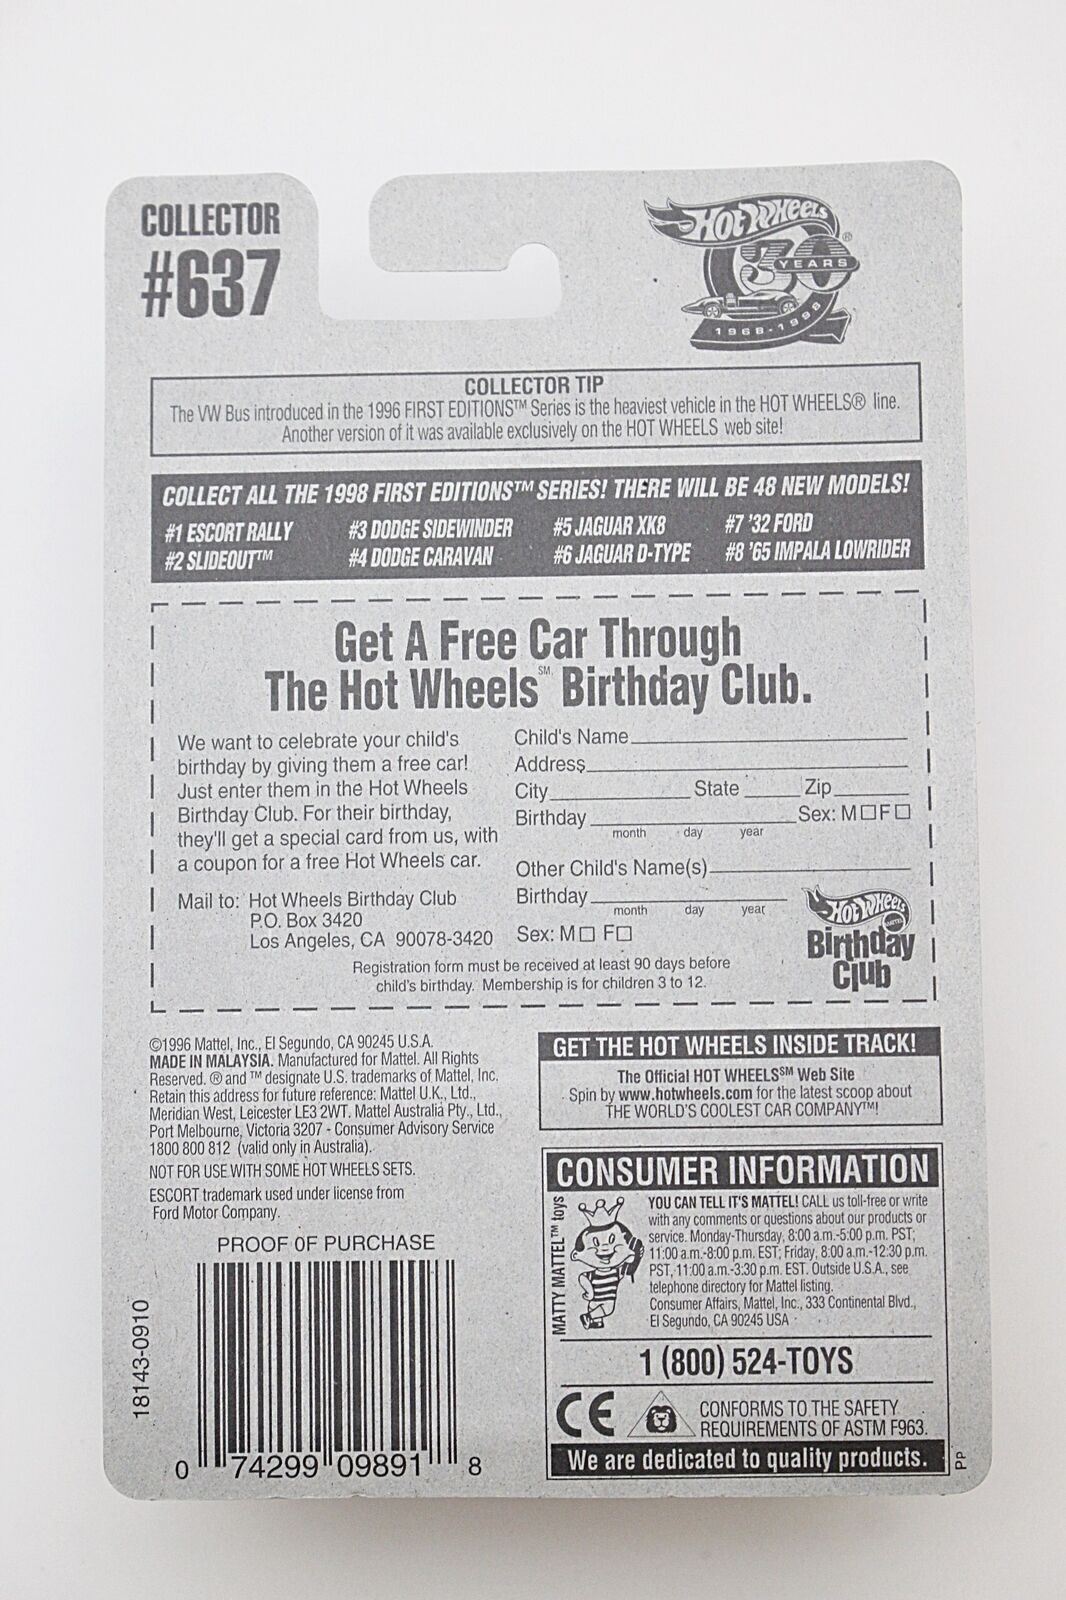 COLLECTOR
#637
HOT WHEELS ®
30
YEARS
1968-1998
COLLECTOR TIP
The VW Bus introduced in the 1996 FIRST EDITIONS™ Series is the heaviest vehicle in the HOT WHEELS® line.
Another version of it was available exclusively on the HOT WHEELS web site!
COLLECT ALL THE 1998 FIRST EDITIONS™ SERIES! THERE WILL BE 48 NEW MODELS!
#1 ESCORT RALLY #3 DODGE SIDEWINDER #5 JAGUAR XK8 #7 '32 FORD
#2 SLIDEOUT™ #4 DODGE CARAVAN #6 JAGUAR D-TYPE #8 '65 IMPALA LOWRIDER
Get A Free Car Through
The Hot Wheels℠ Birthday Club.
We want to celebrate your child's
birthday by giving them a free car!
Just enter them in the Hot Wheels
Birthday Club. For their birthday,
they'll get a special card from us, with
a coupon for a free Hot Wheels car.
Mail to: Hot Wheels Birthday Club
P.O. Box 3420
Los Angeles, CA 90078-3420
Child's Name
Address
City State Zip
Birthday Sex: M □ F □
month day year
Other Child's Name(s)
Birthday
month day year
Sex: M □ F □
HOT WHEELS
MATTEL
Birthday
Club
Registration form must be received at least 90 days before
child's birthday. Membership is for children 3 to 12.
©1996 Mattel, Inc., El Segundo, CA 90245 U.S.A.
MADE IN MALAYSIA. Manufactured for Mattel. All Rights
Reserved. ® and ™ designate U.S. trademarks of Mattel, Inc.
Retain this address for future reference: Mattel U.K., Ltd.,
Meridian West, Leicester LE3 2WT. Mattel Australia Pty., Ltd.,
Port Melbourne, Victoria 3207 - Consumer Advisory Service
1800 800 812 (valid only in Australia).
NOT FOR USE WITH SOME HOT WHEELS SETS.
ESCORT trademark used under license from
Ford Motor Company.
PROOF OF PURCHASE
18143-0910
0 74299 09891 8
GET THE HOT WHEELS INSIDE TRACK!
The Official HOT WHEELS℠ Web Site
Spin by www.hotwheels.com for the latest scoop about
THE WORLD'S COOLEST CAR COMPANY™!
CONSUMER INFORMATION
MATTY MATTEL™ toys
YOU CAN TELL IT'S MATTEL! CALL us toll-free or write
with any comments or questions about our products or
service. Monday-Thursday, 8:00 a.m.-5:00 p.m. PST;
11:00 a.m.-8:00 p.m. EST; Friday, 8:00 a.m.-12:30 p.m.
PST, 11:00 a.m.-3:30 p.m. EST. Outside U.S.A., see
telephone directory for Mattel listing.
Consumer Affairs, Mattel, Inc., 333 Continental Blvd.,
El Segundo, CA 90245 USA
1 (800) 524-TOYS
CE
CONFORMS TO THE SAFETY
REQUIREMENTS OF ASTM F963.
We are dedicated to quality products.
PP